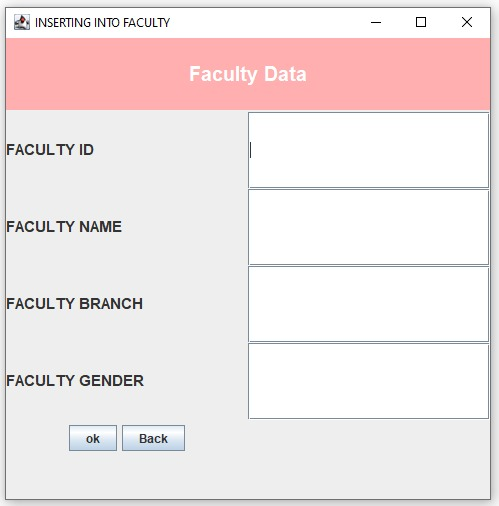 INSERTING INTO FACULTY
Faculty Data
FACULTY ID
FACULTY NAME
FACULTY BRANCH
FACULTY GENDER
ok Back